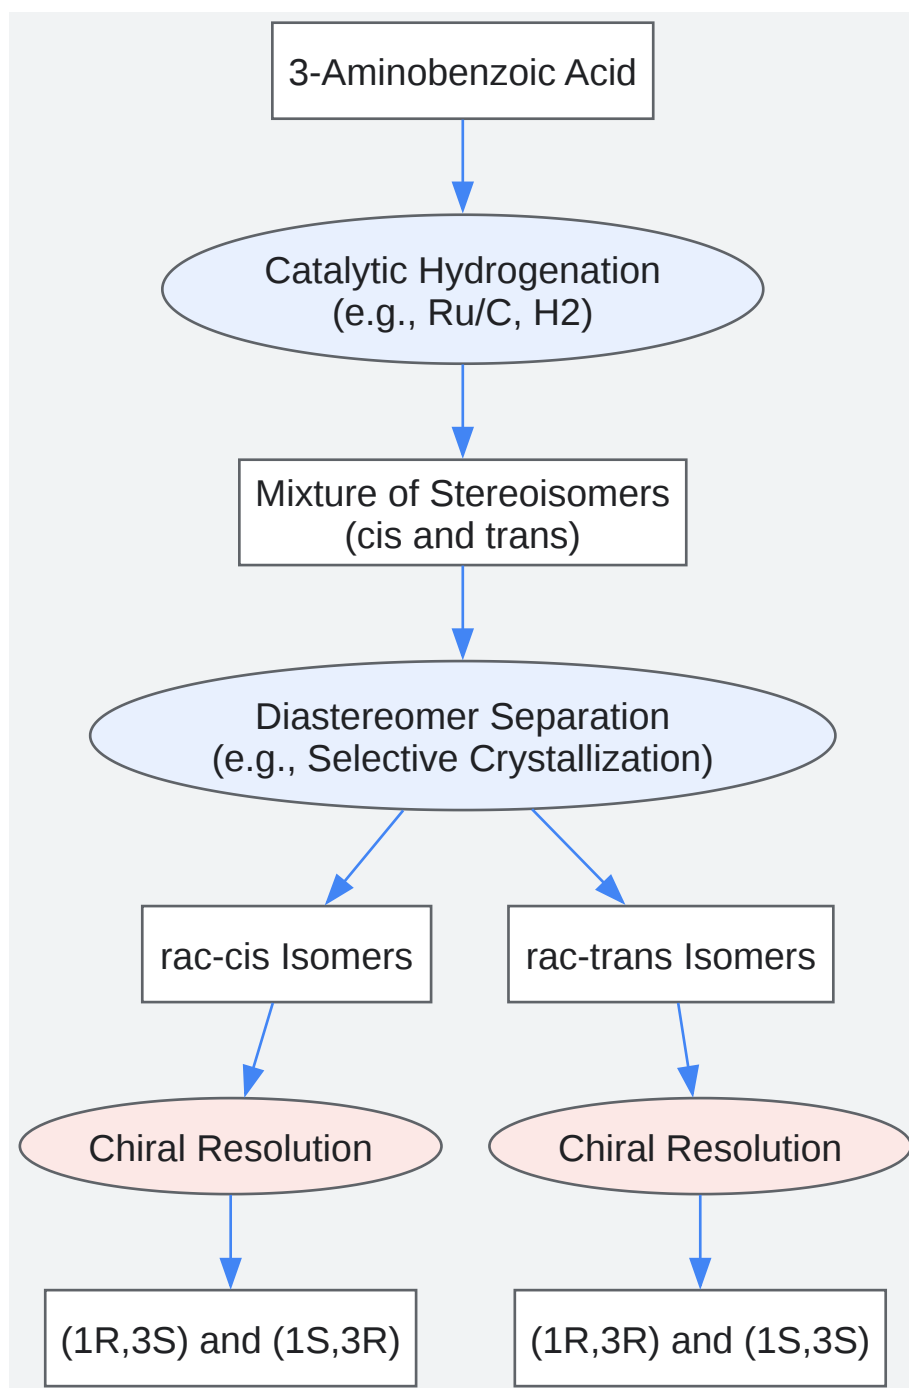 3-Aminobenzoic Acid
Catalytic Hydrogenation
(e.g., Ru/C, H2)
Mixture of Stereoisomers
(cis and trans)
Diastereomer Separation
(e.g., Selective Crystallization)
rac-cis Isomers
rac-trans Isomers
Chiral Resolution
Chiral Resolution
(1R,3S) and (1S,3R)
(1R,3R) and (1S,3S)